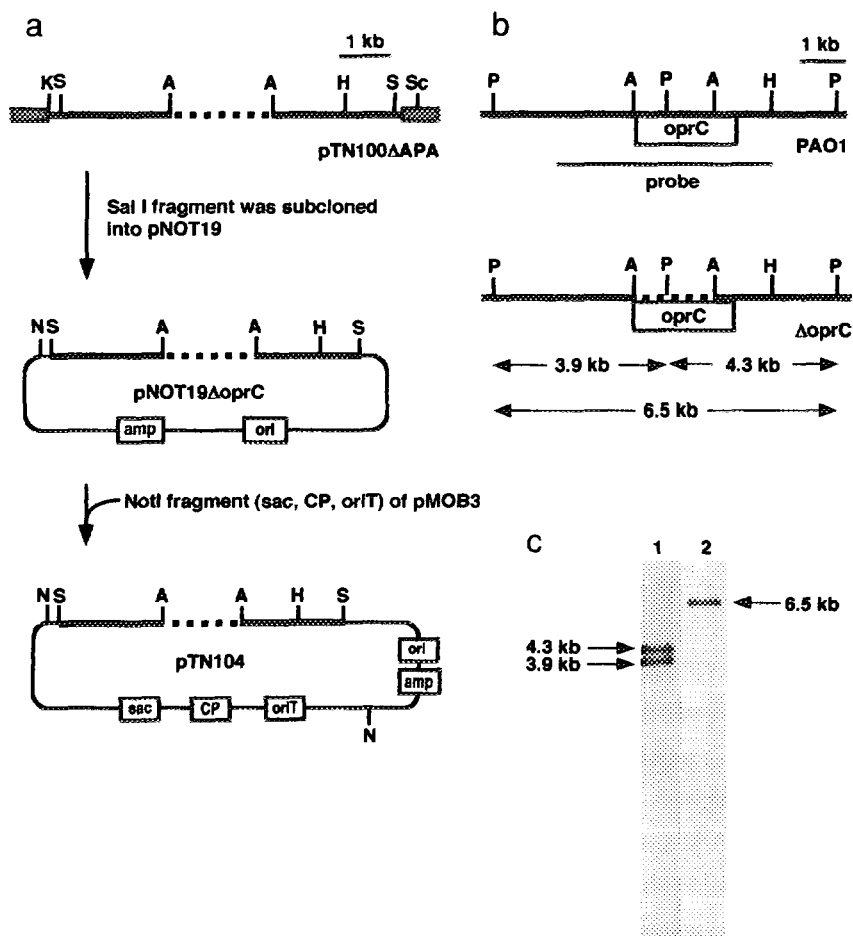 a
1 kb
K S A A H S Sc
pTN100ΔAPA
Sal I fragment was subcloned
into pNOT19
N S A A H S
pNOT19ΔoprC
amp ori
NotI fragment (sac, CP, oriT) of pMOB3
N S A A H S
pTN104
ori
amp
sac CP oriT
N
b
1 kb
P A P A H P
oprC
PAO1
probe
P A P A H P
oprC
ΔoprC
3.9 kb 4.3 kb
6.5 kb
C
1 2
6.5 kb
4.3 kb
3.9 kb